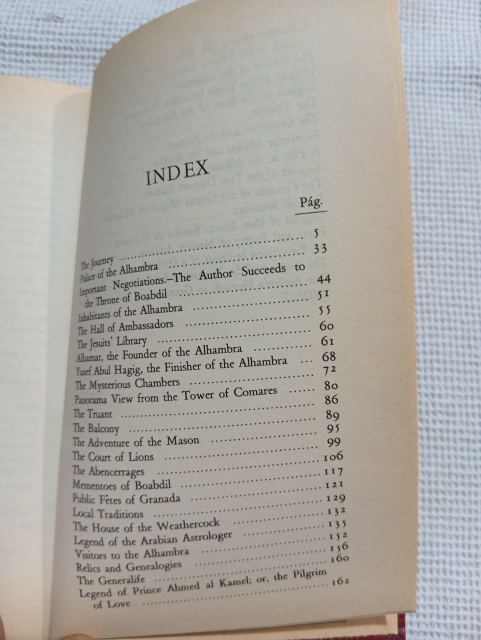 INDEX
Pág.
The Journey 5
Palace of the Alhambra 33
Important Negotiations.—The Author Succeeds to
the Throne of Boabdil 44
Inhabitants of the Alhambra 51
The Hall of Ambassadors 55
The Jesuits' Library 60
Alhamar, the Founder of the Alhambra 61
Yusef Abul Hagig, the Finisher of the Alhambra 68
The Mysterious Chambers 72
Panorama View from the Tower of Comares 80
The Truant 86
The Balcony 89
The Adventure of the Mason 95
The Court of Lions 99
The Abencerrages 106
Mementoes of Boabdil 117
Public Fêtes of Granada 121
Local Traditions 129
The House of the Weathercock 132
Legend of the Arabian Astrologer 135
Visitors to the Alhambra 152
Relics and Genealogies 156
The Generalife 160
Legend of Prince Ahmed al Kamel; or, the Pilgrim
of Love 162